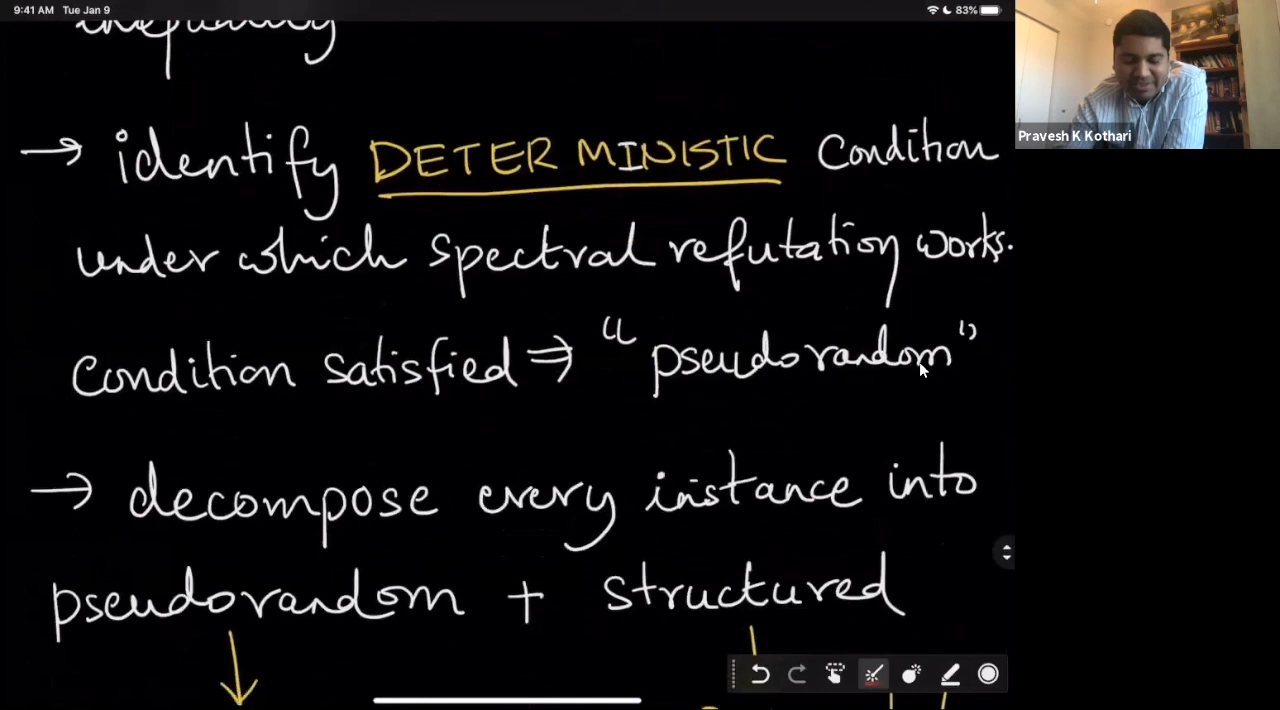 9:41 AM Tue Jan 9
83%
inequality
→ identify DETERMINISTIC condition
under which spectral refutation works.
Condition satisfied ⇒ "pseudorandom"
→ decompose every instance into
pseudorandom + structured
Pravesh K Kothari